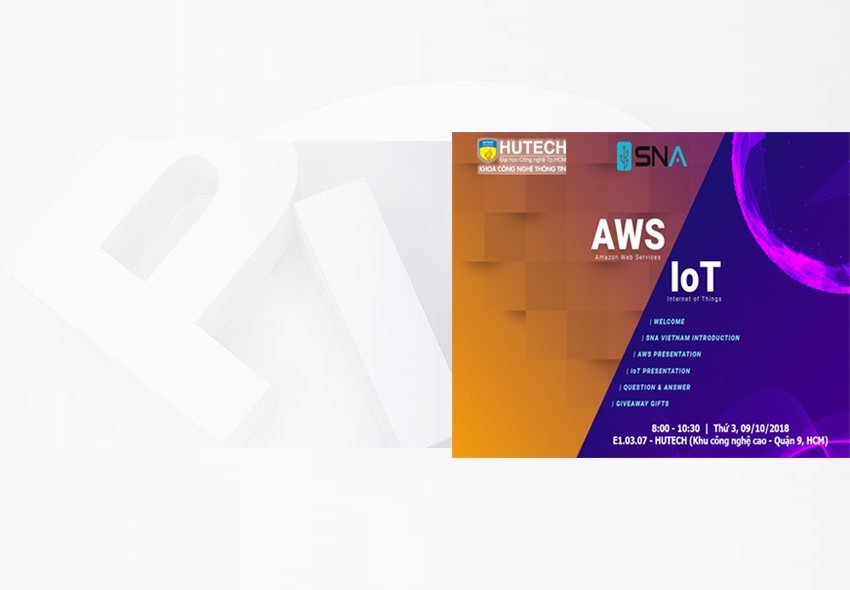 HUTECH
Đại học Công nghệ Tp.HCM
KHOA CÔNG NGHỆ THÔNG TIN
SNA
AWS
Amazon Web Services
IoT
Internet of Things
| WELCOME
| SNA VIETNAM INTRODUCTION
| AWS PRESENTATION
| IoT PRESENTATION
| QUESTION & ANSWER
| GIVEAWAY GIFTS
8:00 - 10:30 | Thứ 3, 09/10/2018
E1.03.07 - HUTECH (Khu công nghệ cao - Quận 9, HCM)